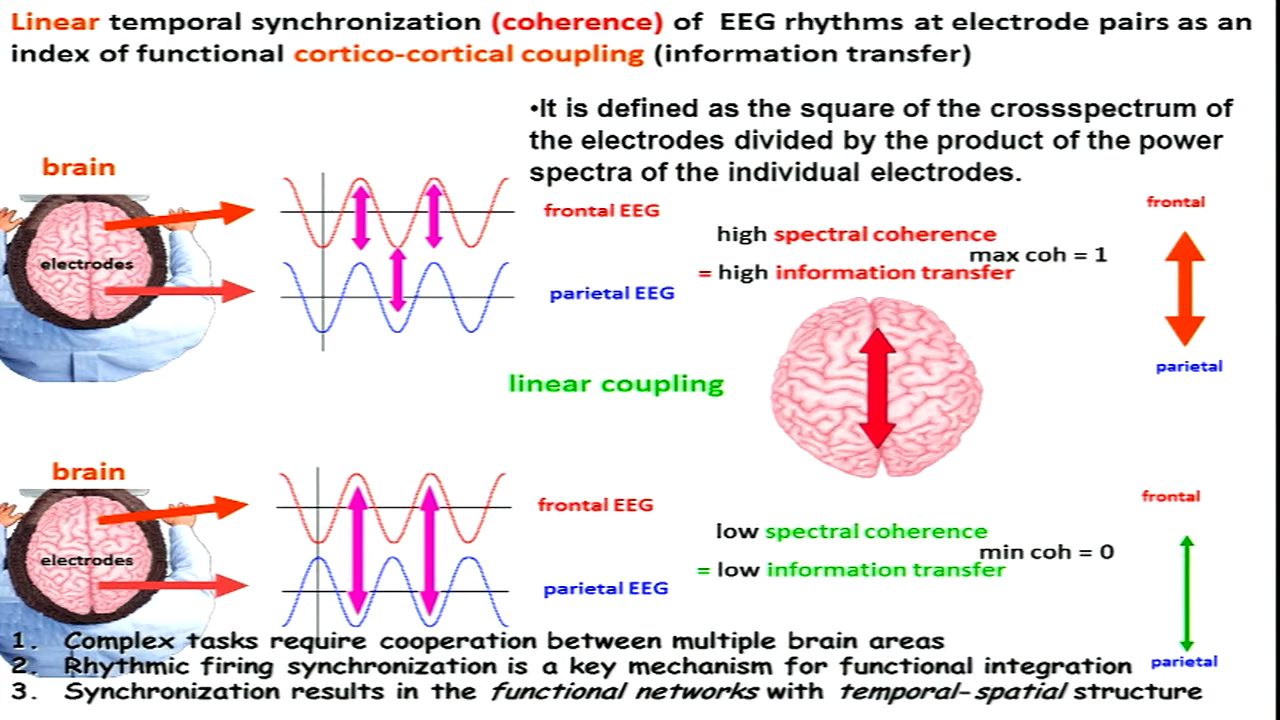 Linear temporal synchronization (coherence) of EEG rhythms at electrode pairs as an
index of functional cortico-cortical coupling (information transfer)
•It is defined as the square of the crossspectrum of
the electrodes divided by the product of the power
spectra of the individual electrodes.
brain
electrodes
frontal EEG
parietal EEG
high spectral coherence
= high information transfer
max coh = 1
frontal
parietal
linear coupling
brain
electrodes
frontal EEG
parietal EEG
low spectral coherence
= low information transfer
min coh = 0
frontal
parietal
1. Complex tasks require cooperation between multiple brain areas
2. Rhythmic firing synchronization is a key mechanism for functional integration
3. Synchronization results in the functional networks with temporal-spatial structure